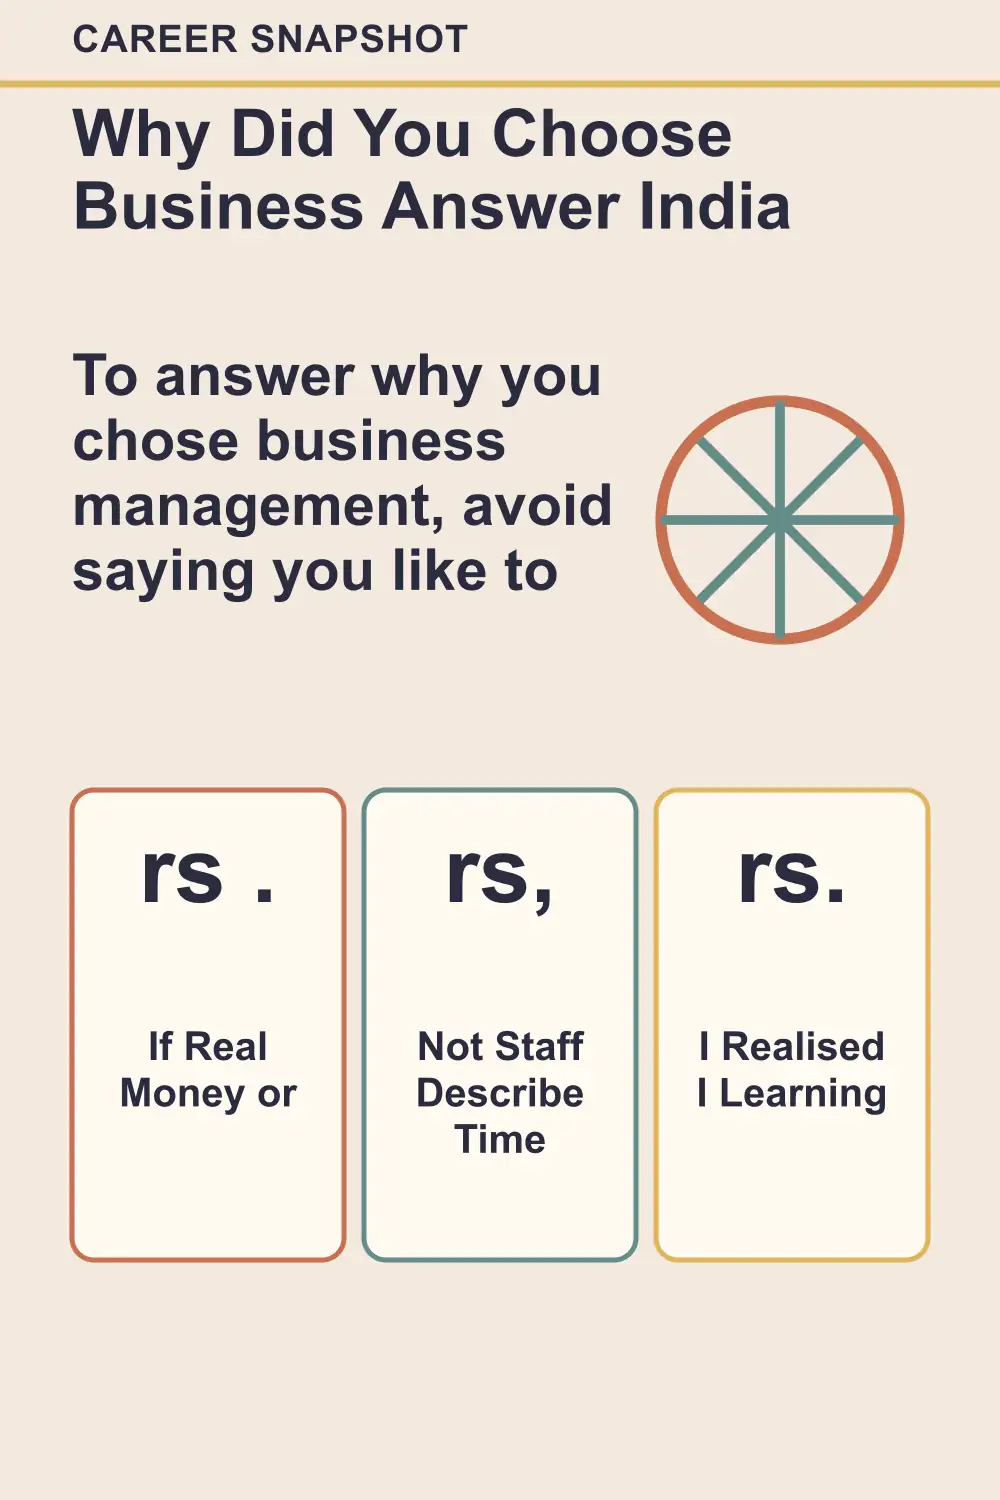 CAREER SNAPSHOT
Why Did You Choose
Business Answer India
To answer why you
chose business
management, avoid
saying you like to
rs .
If Real
Money or
rs,
Not Staff
Describe
Time
rs.
I Realised
I Learning